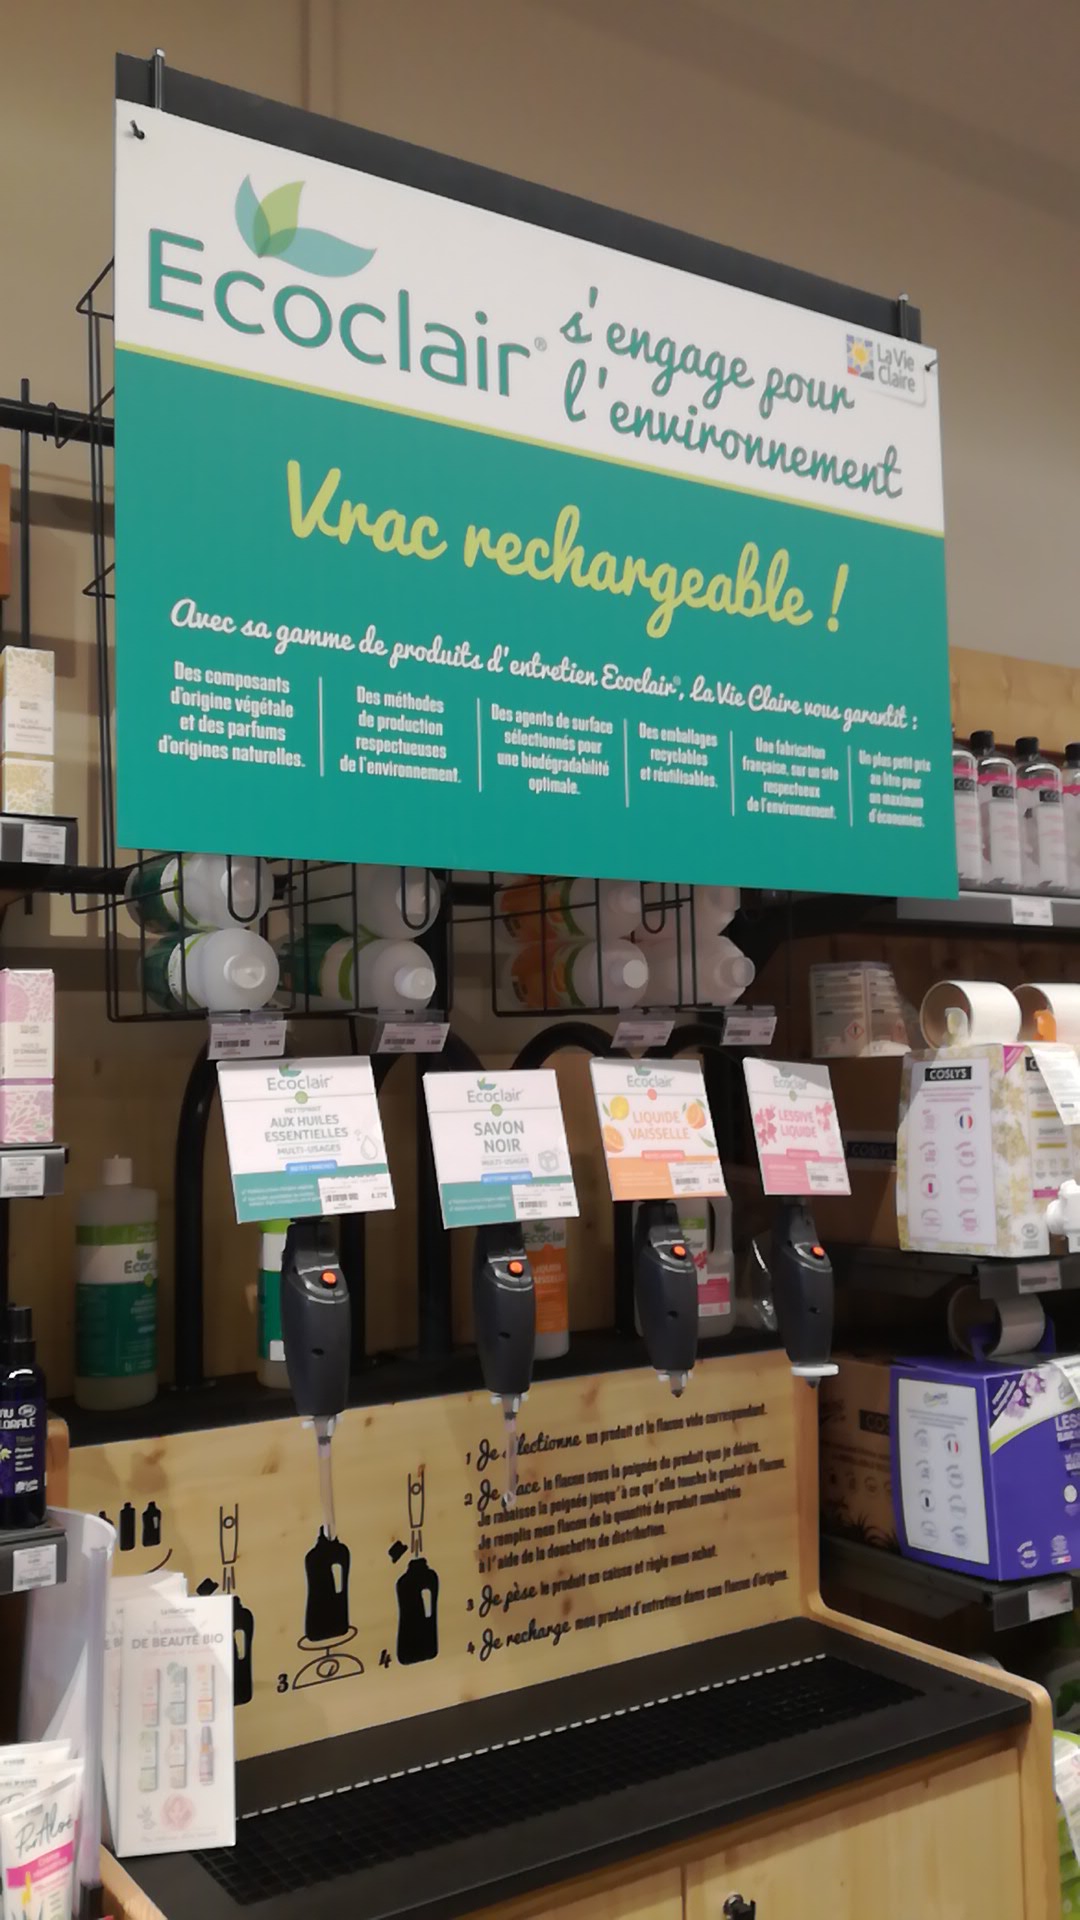 Ecoclair®
s'engage pour
l'environnement
La Vie
Claire
Vrac rechargeable !
Avec sa gamme de produits d'entretien Ecoclair®, La Vie Claire vous garantit :
Des composants
d'origine végétale
et des parfums
d'origines naturelles.
Des méthodes
de production
respectueuses
de l'environnement.
Des agents de surface
sélectionnés pour
une biodégradabilité
optimale.
Des emballages
recyclables
et réutilisables.
Une fabrication
française, sur un site
respectueux
de l'environnement.
Un plus petit prix
au litre pour
un maximum
d'économies.
Ecoclair
NETTOYANT
AUX HUILES
ESSENTIELLES
MULTI-USAGES
Ecoclair
SAVON
NOIR
MULTI-USAGES
Ecoclair
LIQUIDE
VAISSELLE
Ecoclair
LESSIVE
LIQUIDE
COSLYS
1 Je sélectionne un produit et le flacon vide correspondant.
2 Je place le flacon sous la poignée du produit que je désire.
Je rabaisse la poignée jusqu'à ce qu'elle touche le goulot du flacon.
Je remplis mon flacon de la quantité de produit souhaitée
à l'aide de la douchette de distribution.
3 Je pèse le produit en caisse et règle mon achat.
4 Je recharge mon produit d'entretien dans son flacon d'origine.
3
4
DE BEAUTÉ BIO
Pur Aloé